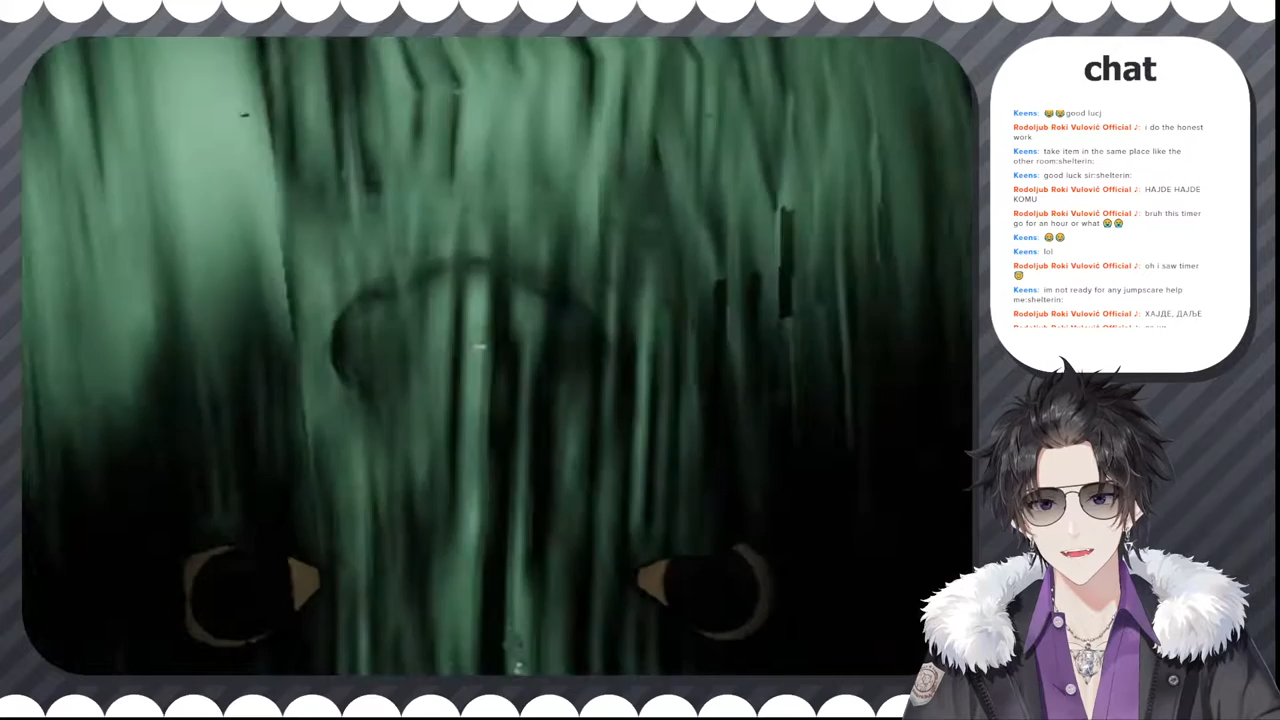 chat
Keens: 😹😹good lucj
Rodoljub Roki Vulović Official ♪: i do the honest
work
Keens: take item in the same place like the
other room:shelterin:
Keens: good luck sir:shelterin:
Rodoljub Roki Vulović Official ♪: HAJDE HAJDE
KOMU
Rodoljub Roki Vulović Official ♪: bruh this timer
go for an hour or what 😭😭
Keens: 😂😂
Keens: lol
Rodoljub Roki Vulović Official ♪: oh i saw timer
😇
Keens: im not ready for any jumpscare help
me:shelterin:
Rodoljub Roki Vulović Official ♪: ХАЈДЕ, ДАЉЕ